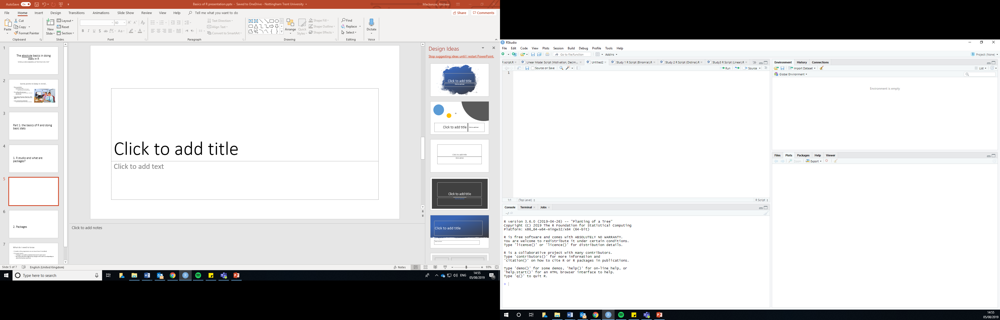 AutoSave On
Basics of R presentation.pptx - Saved to OneDrive - Nottingham Trent University
Mackenzie, Andrew
File Home Insert Design Transitions Animations Slide Show Review View Help Tell me what you want to do
Share Comments
Paste
Cut
Copy
Format Painter
Clipboard
New Slide
Layout
Reset
Section
Slides
60
Font
Text Direction
Align Text
Convert to SmartArt
Paragraph
Arrange
Quick Styles
Shape Fill
Shape Outline
Shape Effects
Drawing
Find
Replace
Select
Editing
Dictate
Voice
1
The absolute basics in doing
stats in R
2
Some points to keep in mind...
3
Part 1: the basics of R and doing
basic stats
4
1. R studio and what are
packages?
5
6
2. Packages
7
What do I need to know
Click to add title
Click to add text
Click to add notes
Design Ideas
Stop suggesting ideas until I restart PowerPoint.
Click to add title
Click to add text
Click to add title
Click to add text
Click to add title
Click to add text
Click to add title
Click to add title
Slide 5 of 7
English (United Kingdom)
Notes
93%
Type here to search
ENG
14:55
05/08/2019
11
RStudio
File Edit Code View Plots Session Build Debug Profile Tools Help
Go to file/function
Addins
Project: (None)
R script.R
Linear Model Script (Motivation, Decim...
Untitled2
Study 1 R Script (Binomial).R
Study 2 R Script (Ordinal).R
Study3 R Script (Linear).R
Source on Save
Run
Source
1
1:1
(Top Level)
R Script
Console Terminal Jobs
~/
R version 3.6.0 (2019-04-26) -- "Planting of a Tree"
Copyright (C) 2019 The R Foundation for Statistical Computing
Platform: x86_64-w64-mingw32/x64 (64-bit)
R is free software and comes with ABSOLUTELY NO WARRANTY.
You are welcome to redistribute it under certain conditions.
Type 'license()' or 'licence()' for distribution details.
R is a collaborative project with many contributors.
Type 'contributors()' for more information and
'citation()' on how to cite R or R packages in publications.
Type 'demo()' for some demos, 'help()' for on-line help, or
'help.start()' for an HTML browser interface to help.
Type 'q()' to quit R.
>
Environment History Connections
Import Dataset
List
Global Environment
Environment is empty
Files Plots Packages Help Viewer
Zoom
Export
14:55
05/08/2019